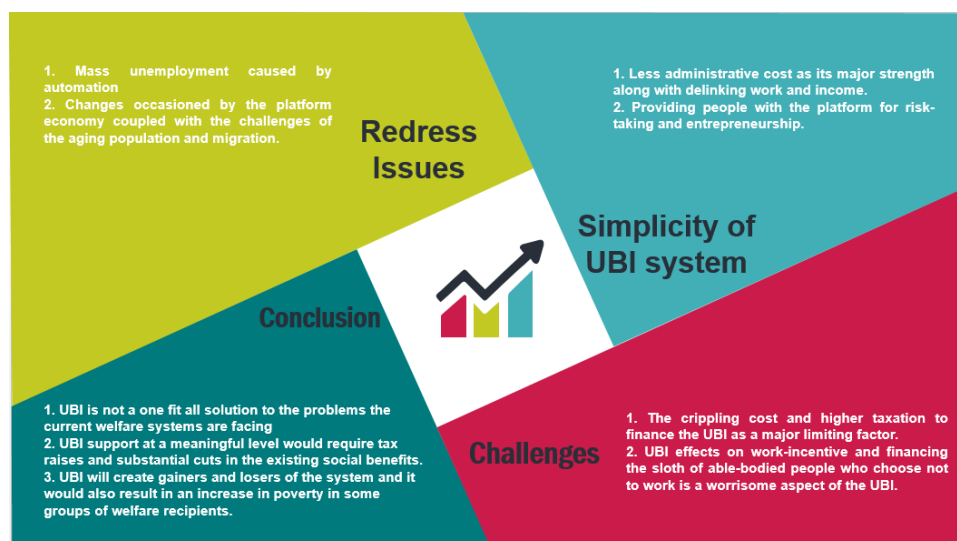 1. Mass unemployment caused by
automation
2. Changes occasioned by the platform
economy coupled with the challenges of
the aging population and migration.
Redress
Issues
1. Less administrative cost as its major strength
along with delinking work and income.
2. Providing people with the platform for risk-
taking and entrepreneurship.
Simplicity of
UBI system
Conclusion
1. UBI is not a one fit all solution to the problems the
current welfare systems are facing
2. UBI support at a meaningful level would require tax
raises and substantial cuts in the existing social benefits.
3. UBI will create gainers and losers of the system and it
would also result in an increase in poverty in some
groups of welfare recipients.
Challenges
1. The crippling cost and higher taxation to
finance the UBI as a major limiting factor.
2. UBI effects on work-incentive and financing
the sloth of able-bodied people who choose not
to work is a worrisome aspect of the UBI.